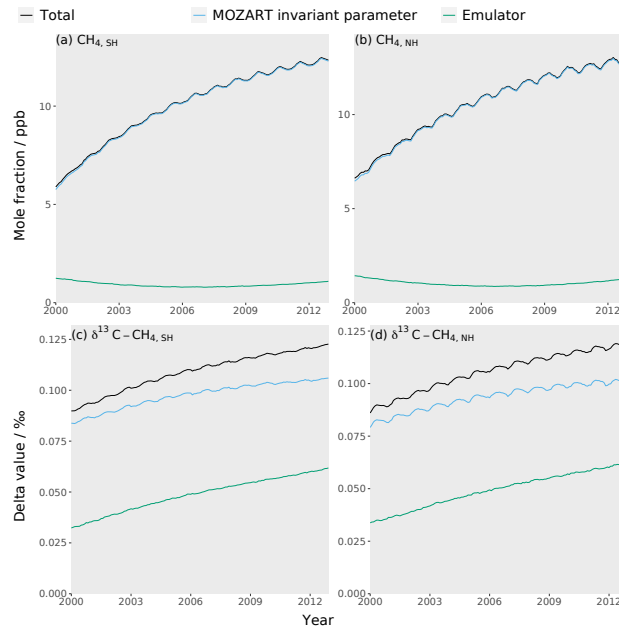 Total MOZART invariant parameter Emulator
(a) CH4, SH
(b) CH4, NH
Mole fraction / ppb
10
5
0
10
5
0
2000 2003 2006 2009 2012
2000 2003 2006 2009 2012
(c) δ13 C − CH4, SH
(d) δ13 C − CH4, NH
Delta value / ‰
0.125
0.100
0.075
0.050
0.025
0.000
0.125
0.100
0.075
0.050
0.025
0.000
2000 2003 2006 2009 2012
2000 2003 2006 2009 2012
Year